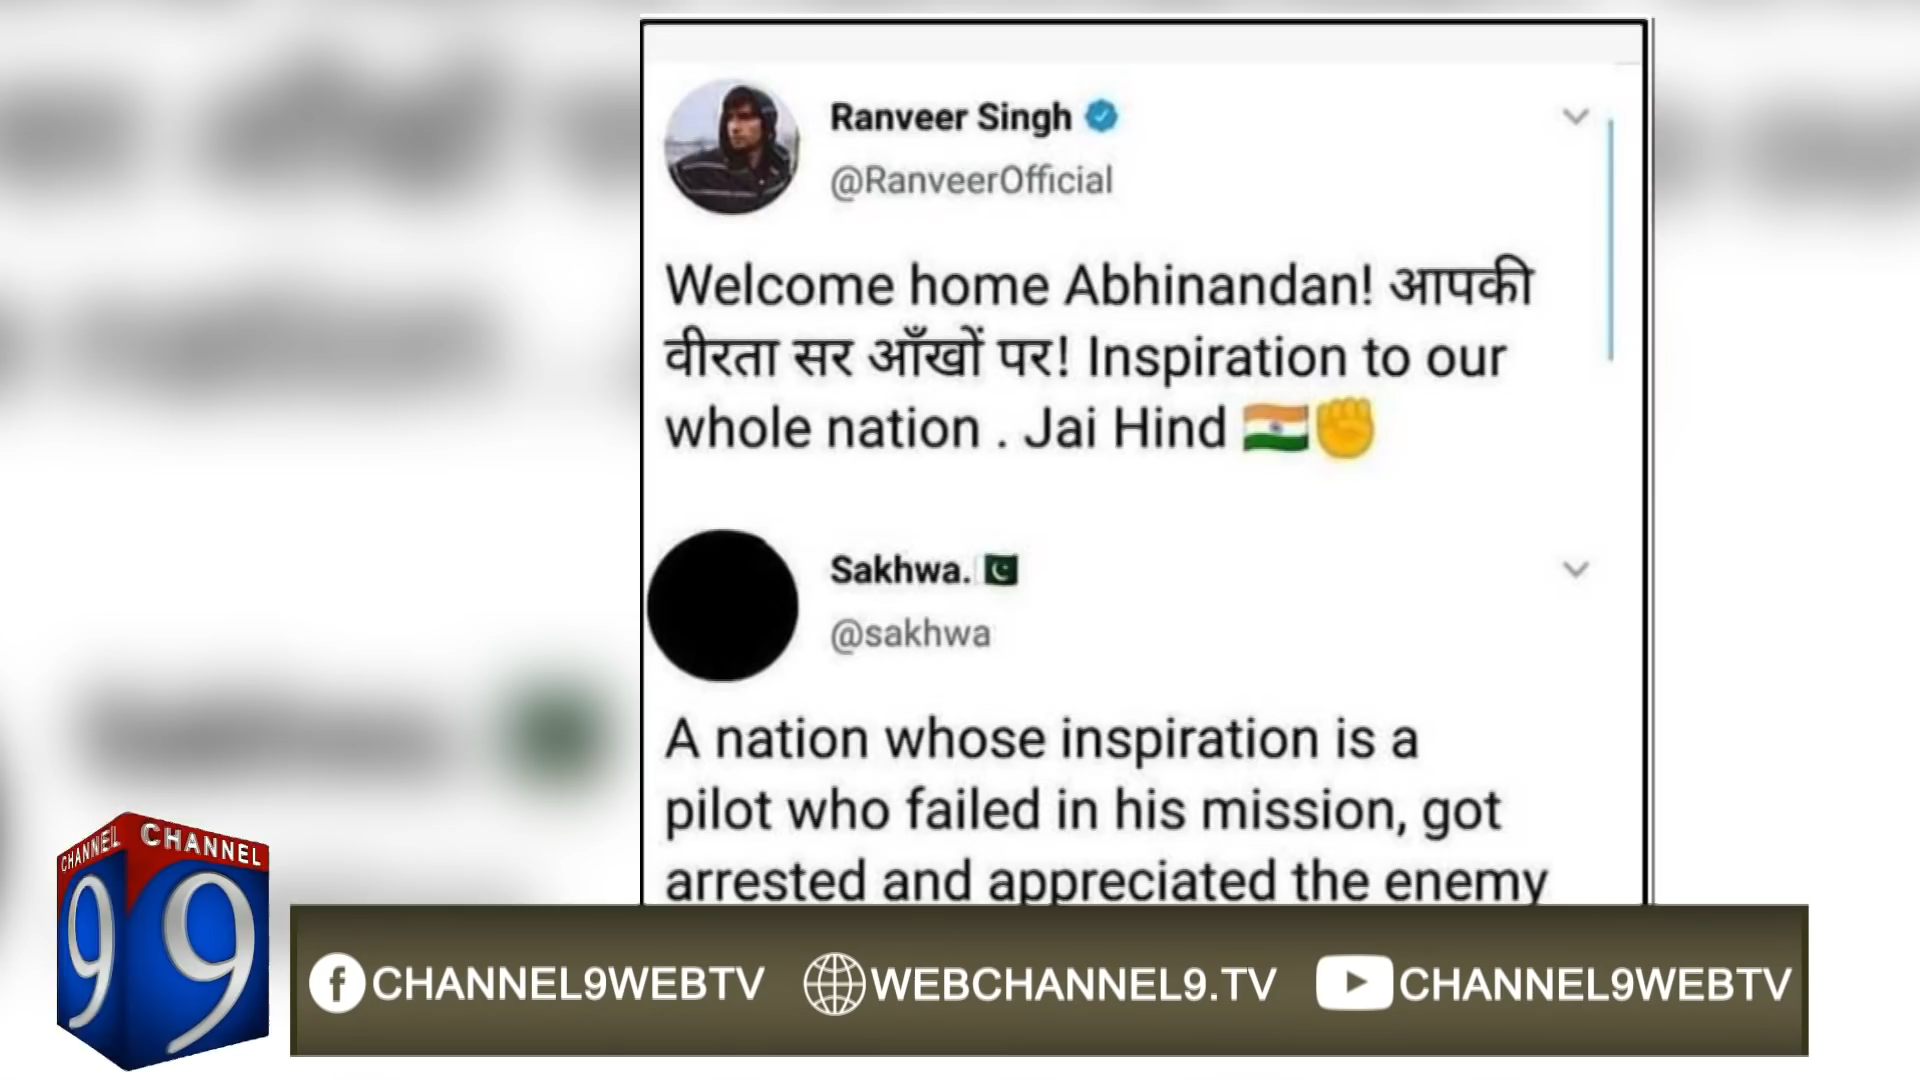 Ranveer Singh
@RanveerOfficial
Welcome home Abhinandan! आपकी
वीरता सर आँखों पर! Inspiration to our
whole nation . Jai Hind 🇮🇳✊
Sakhwa.🇵🇰
@sakhwa
A nation whose inspiration is a
pilot who failed in his mission, got
arrested and appreciated the enemy
CHANNEL CHANNEL
9 9
CHANNEL9WEBTV WEBCHANNEL9.TV CHANNEL9WEBTV